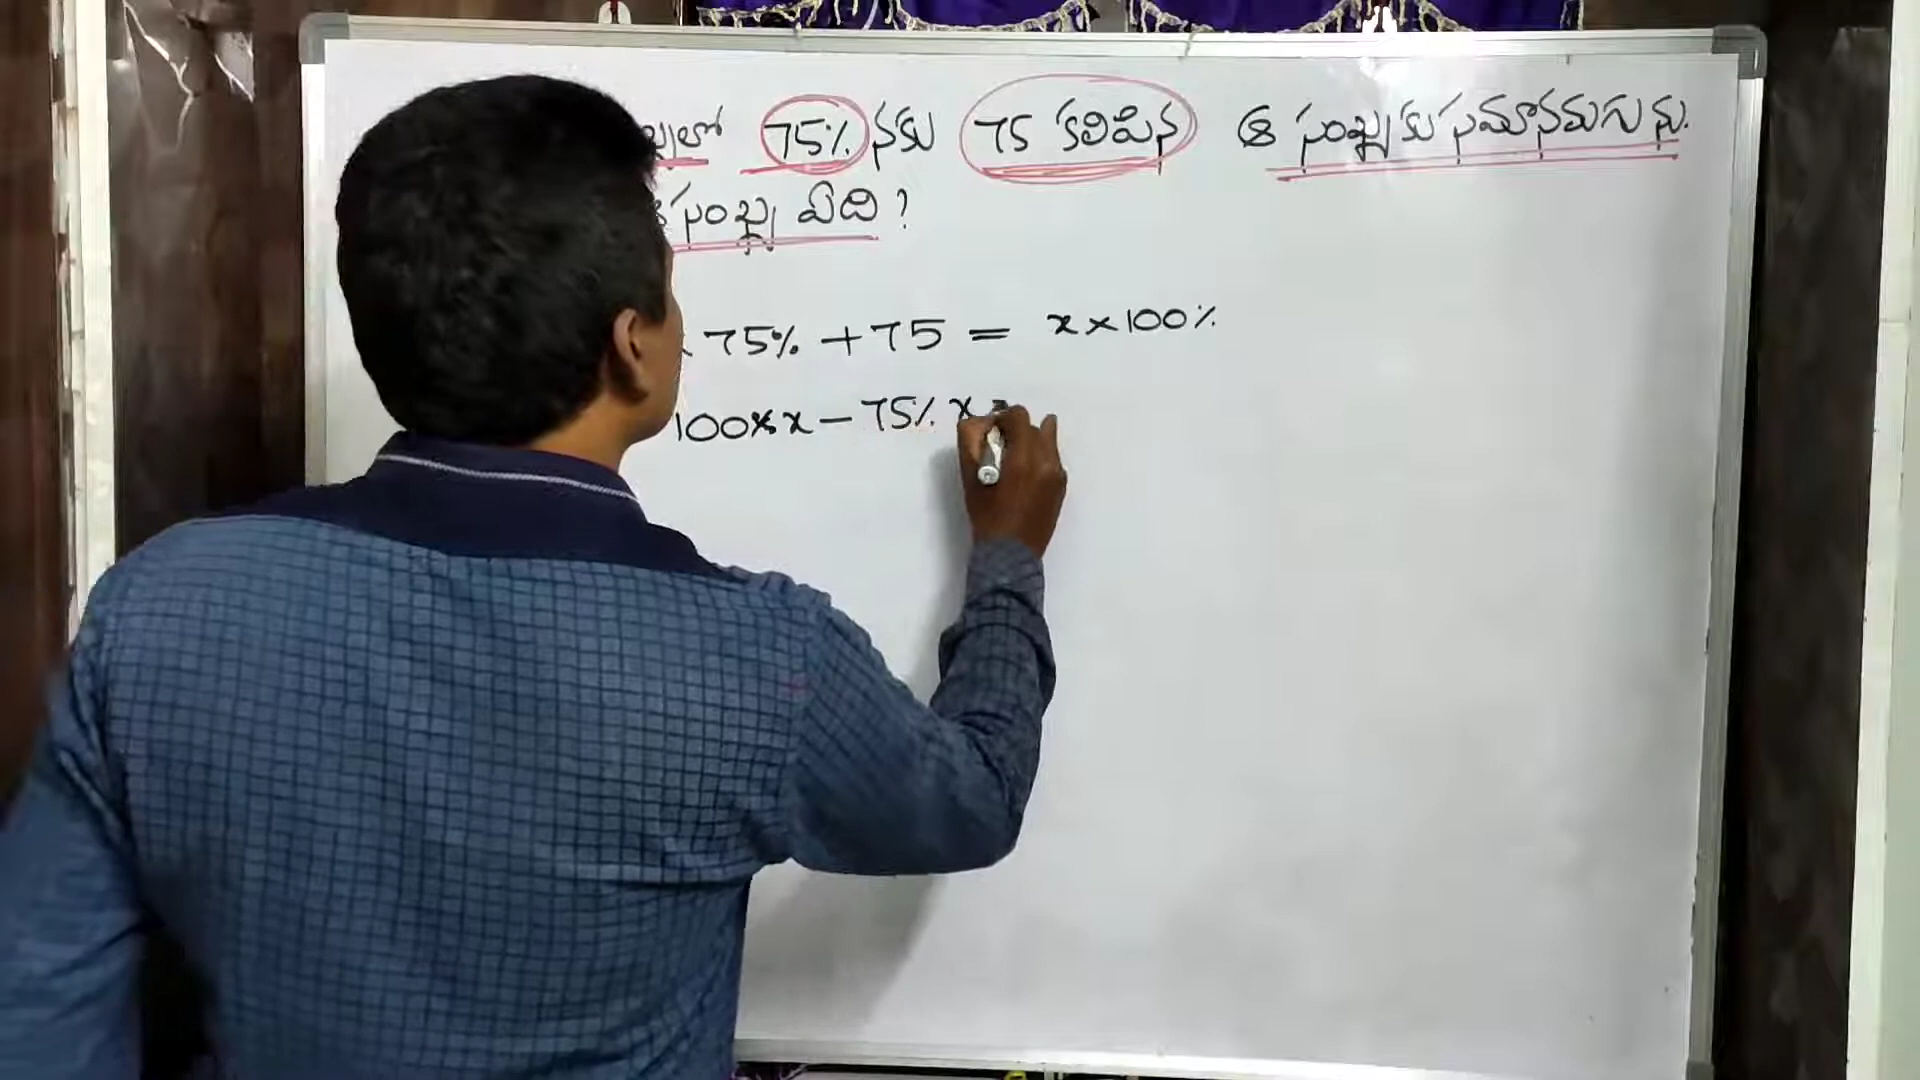 75% నకు 75 కలిపిన ఆ సంఖ్యకు సమానమగును.
సంఖ్య ఏది ?
75% + 75 = x × 100%
100% x - 75% x =